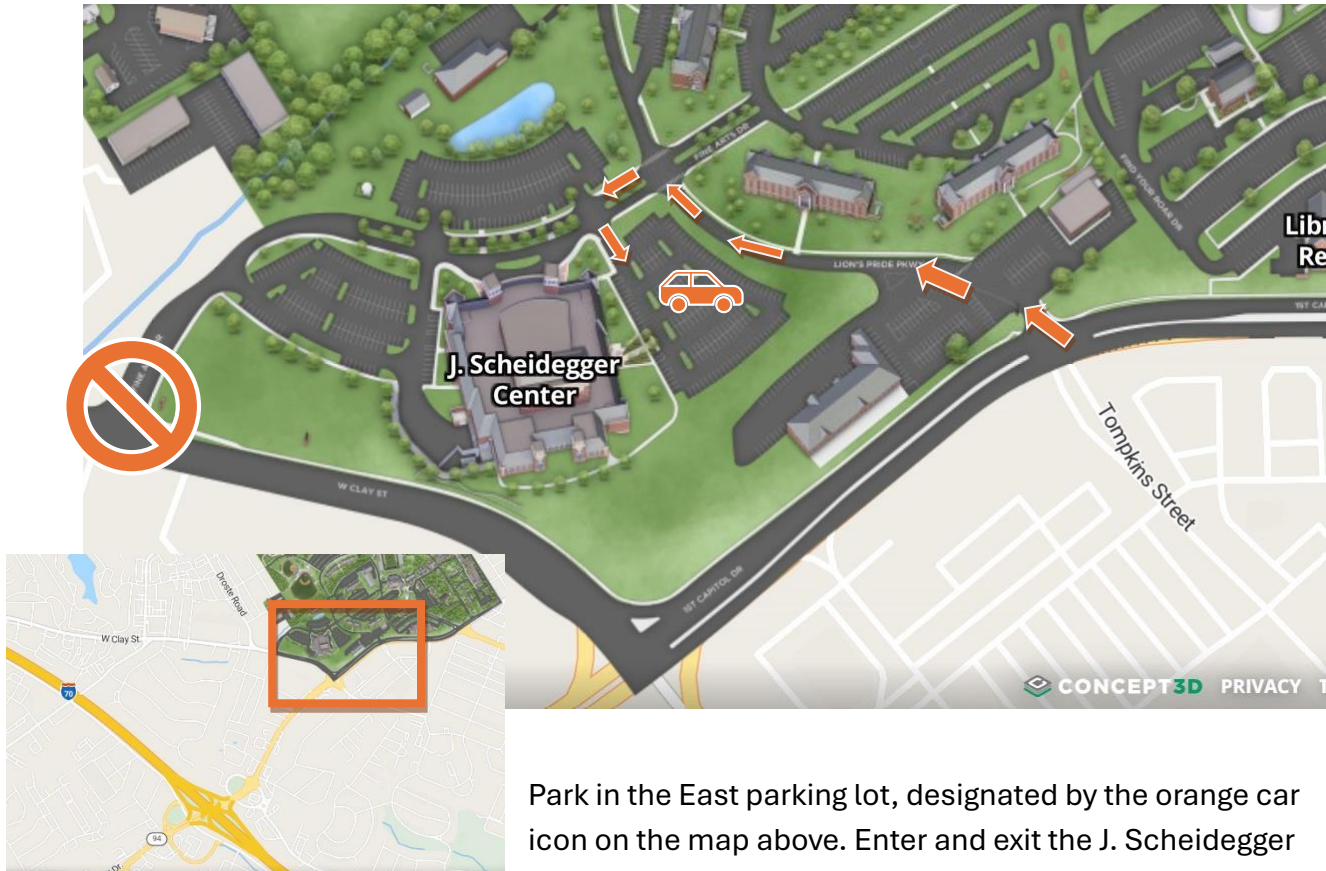 FINE ARTS DR
FIND YOUR ROAR DR
Libr
Re
LION'S PRIDE PKWY
1ST CA
J. Scheidegger
Center
Tompkins Street
W CLAY ST
1ST CAPITOL DR
CONCEPT3D PRIVACY T
Droste Road
W Clay St.
70
94
Dr.
Park in the East parking lot, designated by the orange car
icon on the map above. Enter and exit the J. Scheidegger